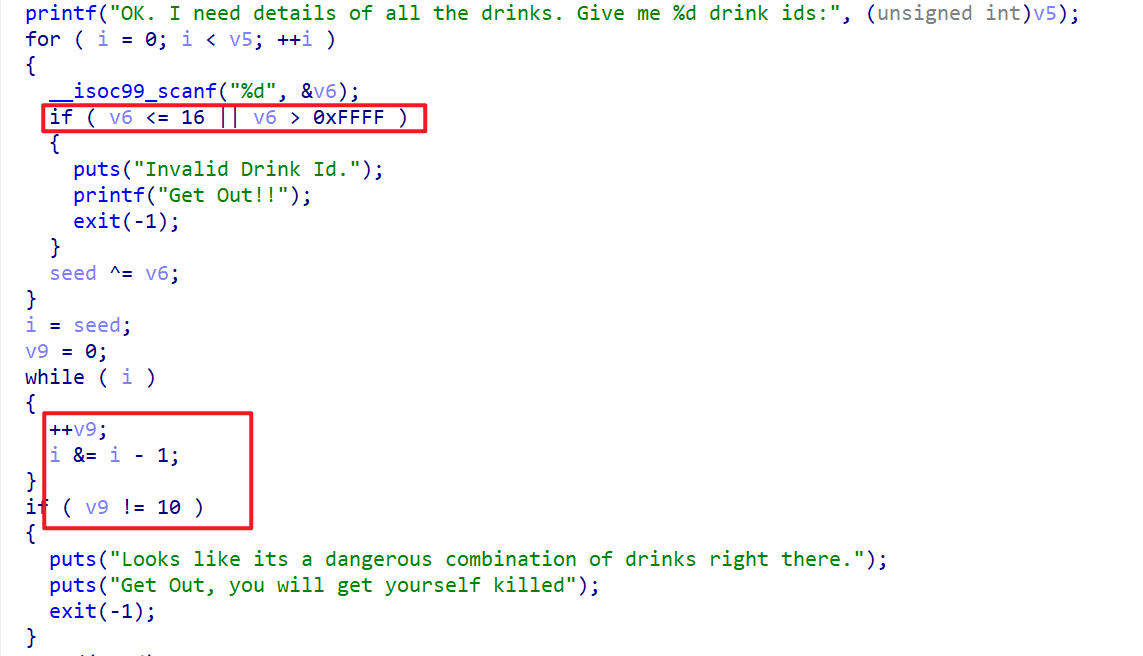 printf("OK. I need details of all the drinks. Give me %d drink ids:", (unsigned int)v5);
for ( i = 0; i < v5; ++i )
{
__isoc99_scanf("%d", &v6);
if ( v6 <= 16 || v6 > 0xFFFF )
{
puts("Invalid Drink Id.");
printf("Get Out!!");
exit(-1);
}
seed ^= v6;
}
i = seed;
v9 = 0;
while ( i )
{
++v9;
i &= i - 1;
}
if ( v9 != 10 )
{
puts("Looks like its a dangerous combination of drinks right there.");
puts("Get Out, you will get yourself killed");
exit(-1);
}